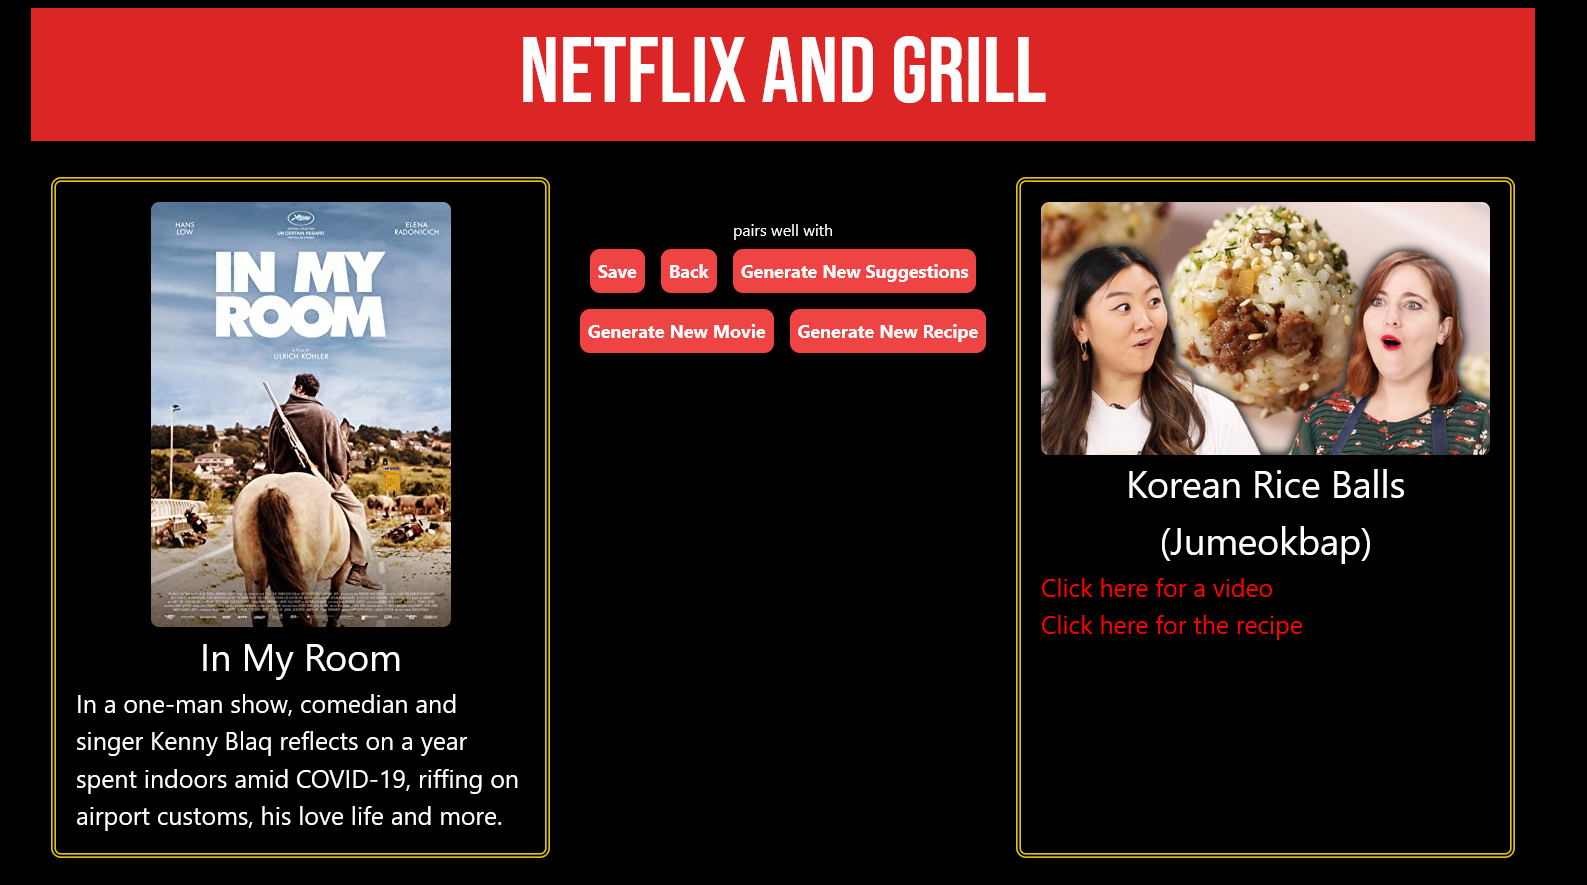 NETFLIX AND GRILL
HANS
LÖW
UN CERTAIN REGARD
ELENA
RADONICICH
IN MY
ROOM
ULRICH KÖHLER
In My Room
In a one-man show, comedian and
singer Kenny Blaq reflects on a year
spent indoors amid COVID-19, riffing on
airport customs, his love life and more.
pairs well with
Save
Back
Generate New Suggestions
Generate New Movie
Generate New Recipe
Korean Rice Balls
(Jumeokbap)
Click here for a video
Click here for the recipe